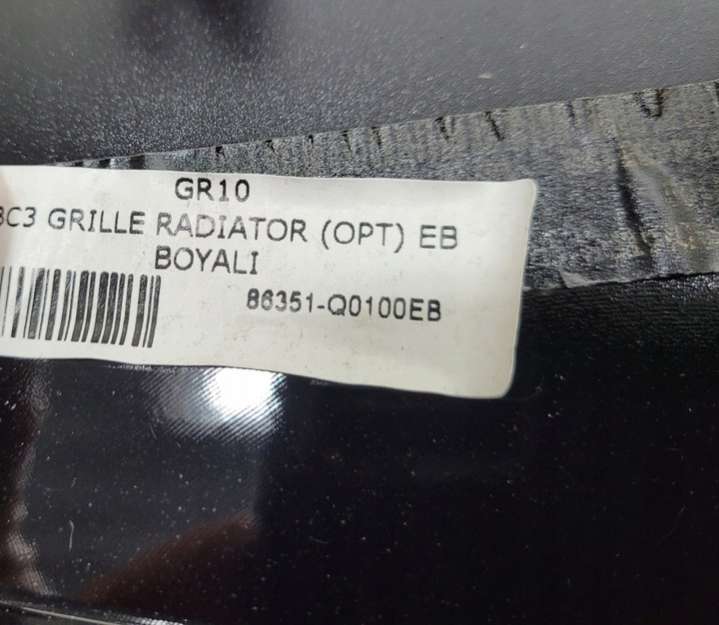 GR10
BC3 GRILLE RADIATOR (OPT) EB
BOYALI
86351-Q0100EB